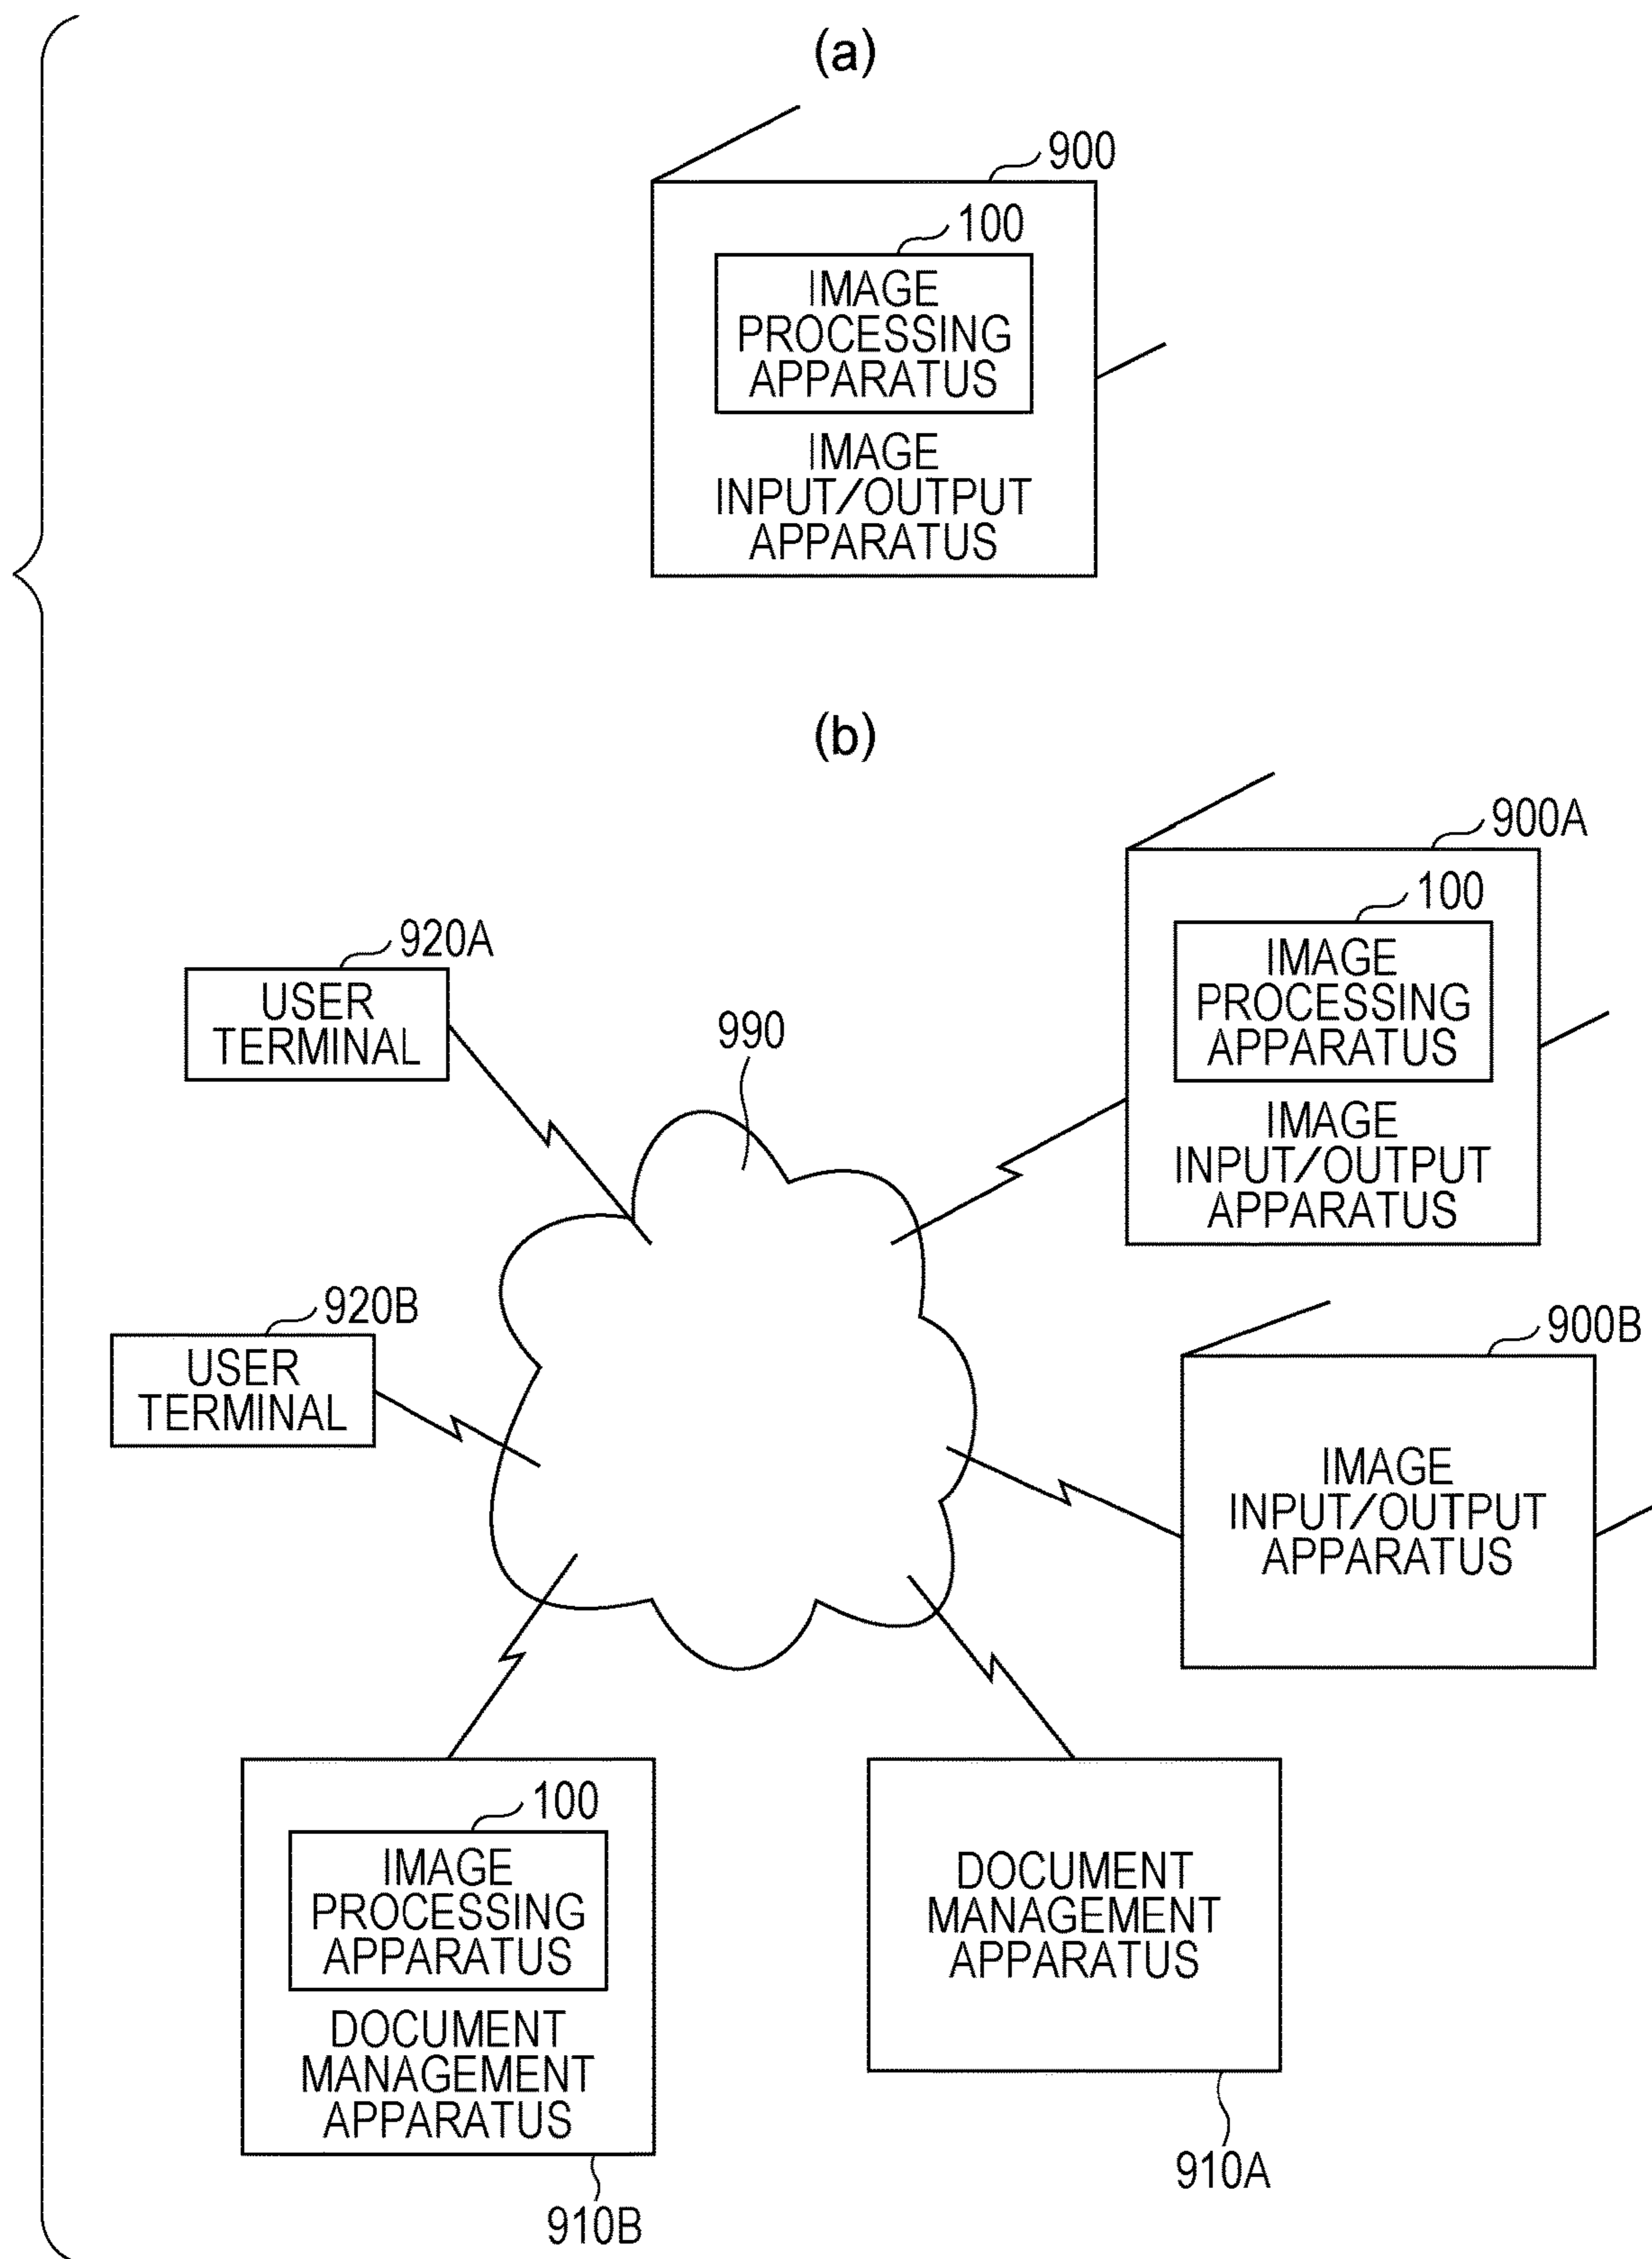 (a)
900
100
IMAGE
PROCESSING
APPARATUS
IMAGE
INPUT/OUTPUT
APPARATUS
(b)
900A
100
IMAGE
PROCESSING
APPARATUS
IMAGE
INPUT/OUTPUT
APPARATUS
920A
USER
TERMINAL
990
920B
USER
TERMINAL
900B
IMAGE
INPUT/OUTPUT
APPARATUS
100
IMAGE
PROCESSING
APPARATUS
DOCUMENT
MANAGEMENT
APPARATUS
910B
DOCUMENT
MANAGEMENT
APPARATUS
910A